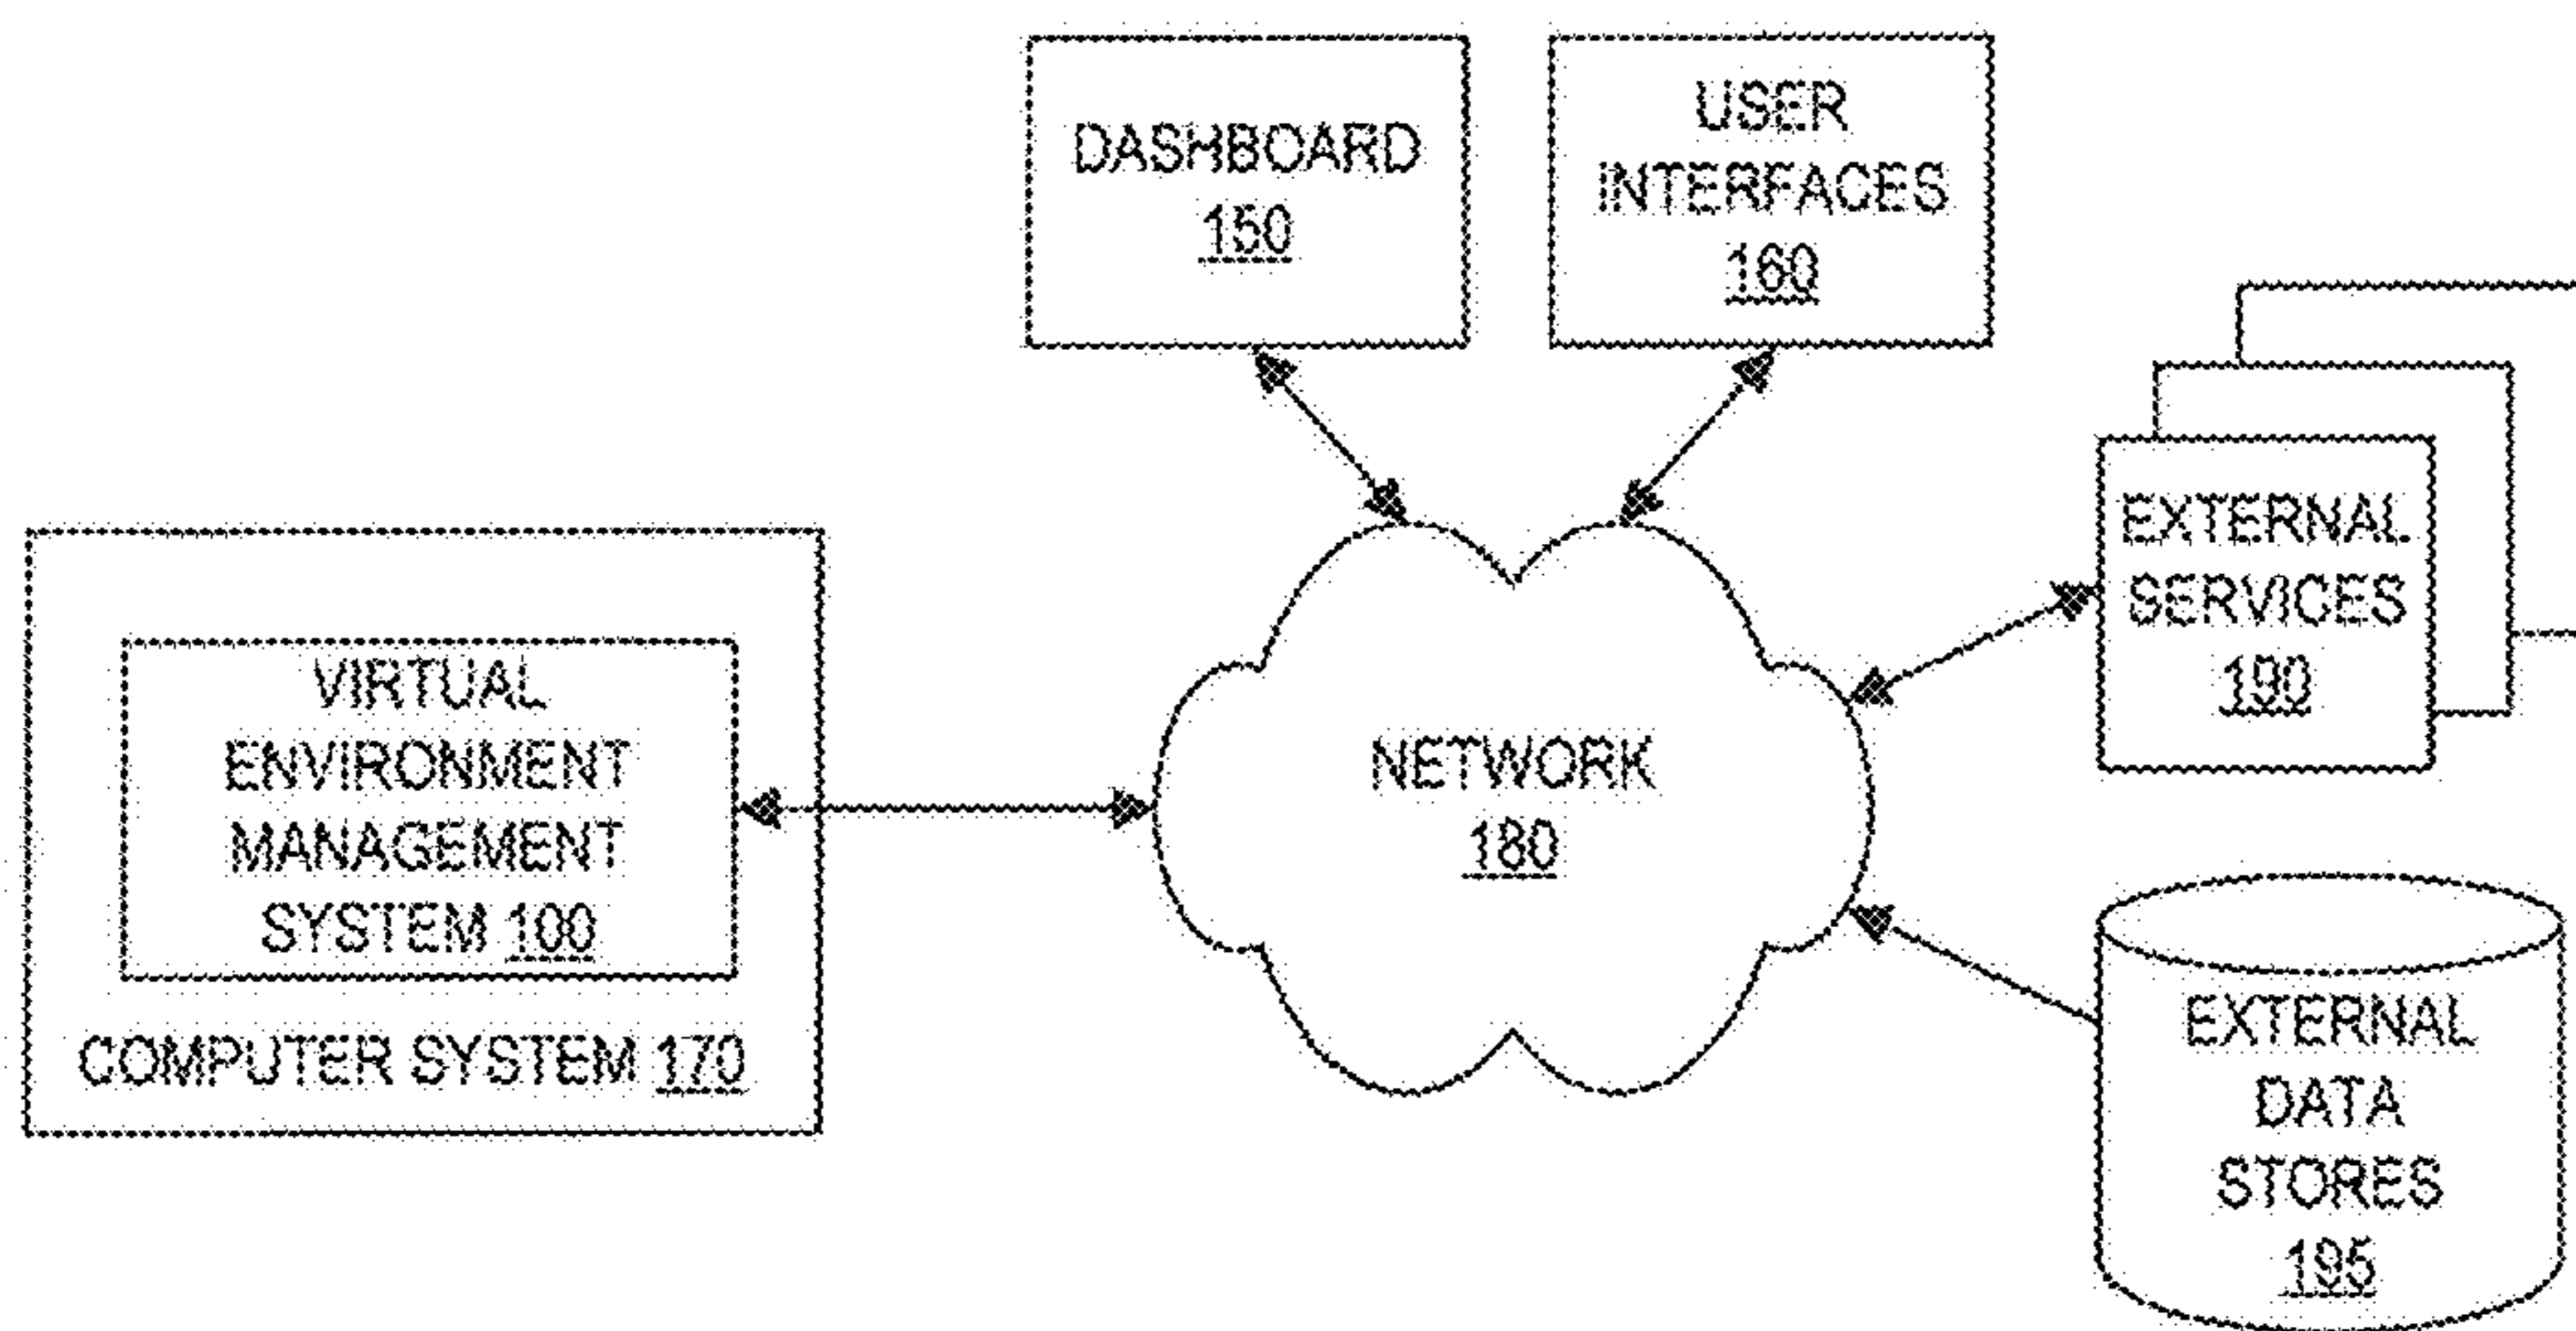 DASHBOARD
150
USER
INTERFACES
160
EXTERNAL
SERVICES
190
VIRTUAL
ENVIRONMENT
MANAGEMENT
SYSTEM 100
COMPUTER SYSTEM 170
NETWORK
180
EXTERNAL
DATA
STORES
195